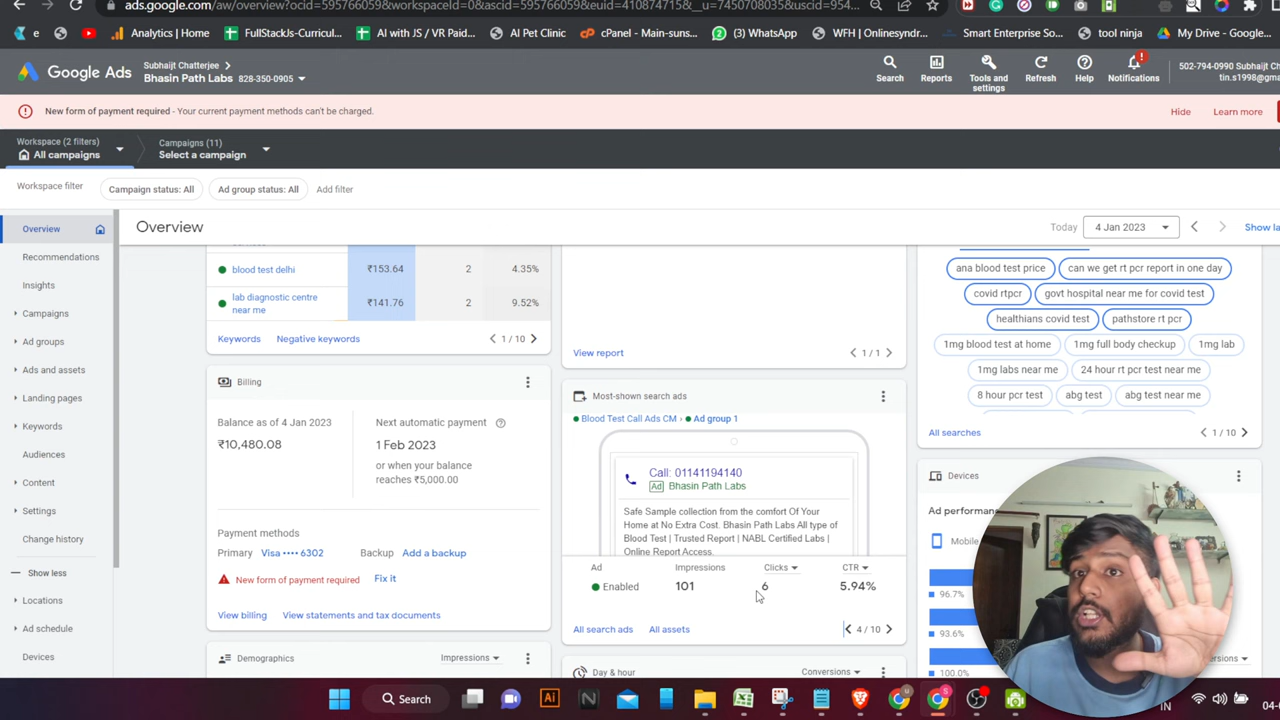 ads.google.com/aw/overview?ocid=595766059&workspaceId=0&ascid=595766059&euid=410874715&__u=7450708035&uscid=954...
e
Analytics | Home
FullStackJs-Curricul...
AI with JS / VR Paid...
AI Pet Clinic
cPanel - Main-suns...
(3) WhatsApp
WFH | Onlinesyndr...
Smart Enterprise So...
tool ninja
My Drive - Google...
Google Ads
Subhaijt Chatterjee
Bhasin Path Labs 828-350-0905
Search
Reports
Tools and
settings
Refresh
Help
Notifications
502-794-0990 Subhaijt Ch
tin.s1998@gma
New form of payment required - Your current payment methods can't be charged.
Hide
Learn more
Workspace (2 filters)
All campaigns
Campaigns (11)
Select a campaign
Workspace filter
Campaign status: All
Ad group status: All
Add filter
Overview
Recommendations
Insights
Campaigns
Ad groups
Ads and assets
Landing pages
Keywords
Audiences
Content
Settings
Change history
Show less
Locations
Ad schedule
Devices
Overview
Today
4 Jan 2023
Show la
blood test delhi ₹153.64 2 4.35%
lab diagnostic centre
near me
₹141.76 2 9.52%
Keywords Negative keywords 1 / 10
Billing
Balance as of 4 Jan 2023
₹10,480.08
Next automatic payment
1 Feb 2023
or when your balance
reaches ₹5,000.00
Payment methods
Primary Visa •••• 6302 Backup Add a backup
New form of payment required Fix it
View billing View statements and tax documents
Demographics Impressions
View report 1 / 1
Most-shown search ads
Blood Test Call Ads CM › Ad group 1
Call: 01141194140
Ad Bhasin Path Labs
Safe Sample collection from the comfort Of Your
Home at No Extra Cost. Bhasin Path Labs All type of
Blood Test | Trusted Report | NABL Certified Labs |
Online Report Access.
Ad Impressions Clicks CTR
Enabled 101 6 5.94%
All search ads All assets 4 / 10
Day & hour Conversions
ana blood test price can we get rt pcr report in one day
covid rtpcr govt hospital near me for covid test
healthians covid test pathstore rt pcr
1mg blood test at home 1mg full body checkup 1mg lab
1mg labs near me 24 hour rt pcr test near me
8 hour pcr test abg test abg test near me
All searches 1 / 10
Devices
Ad performa
Mobile
96.7%
93.6%
100.0%
rsions
Search
Ai
N
IN
04-